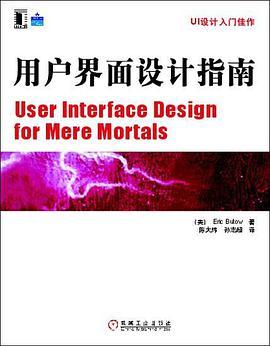 UI设计入门佳作
用户界面设计指南
User Interface Design
for Mere Mortals
(美) Eric Butow 著
陈大炜 孙志超 译
机械工业出版社